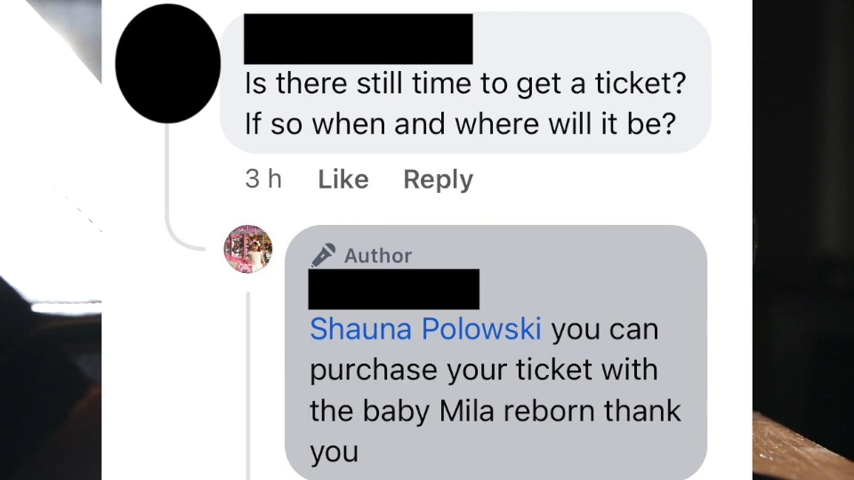 Is there still time to get a ticket?
If so when and where will it be?
3 h Like Reply
Author
Shauna Polowski you can
purchase your ticket with
the baby Mila reborn thank
you